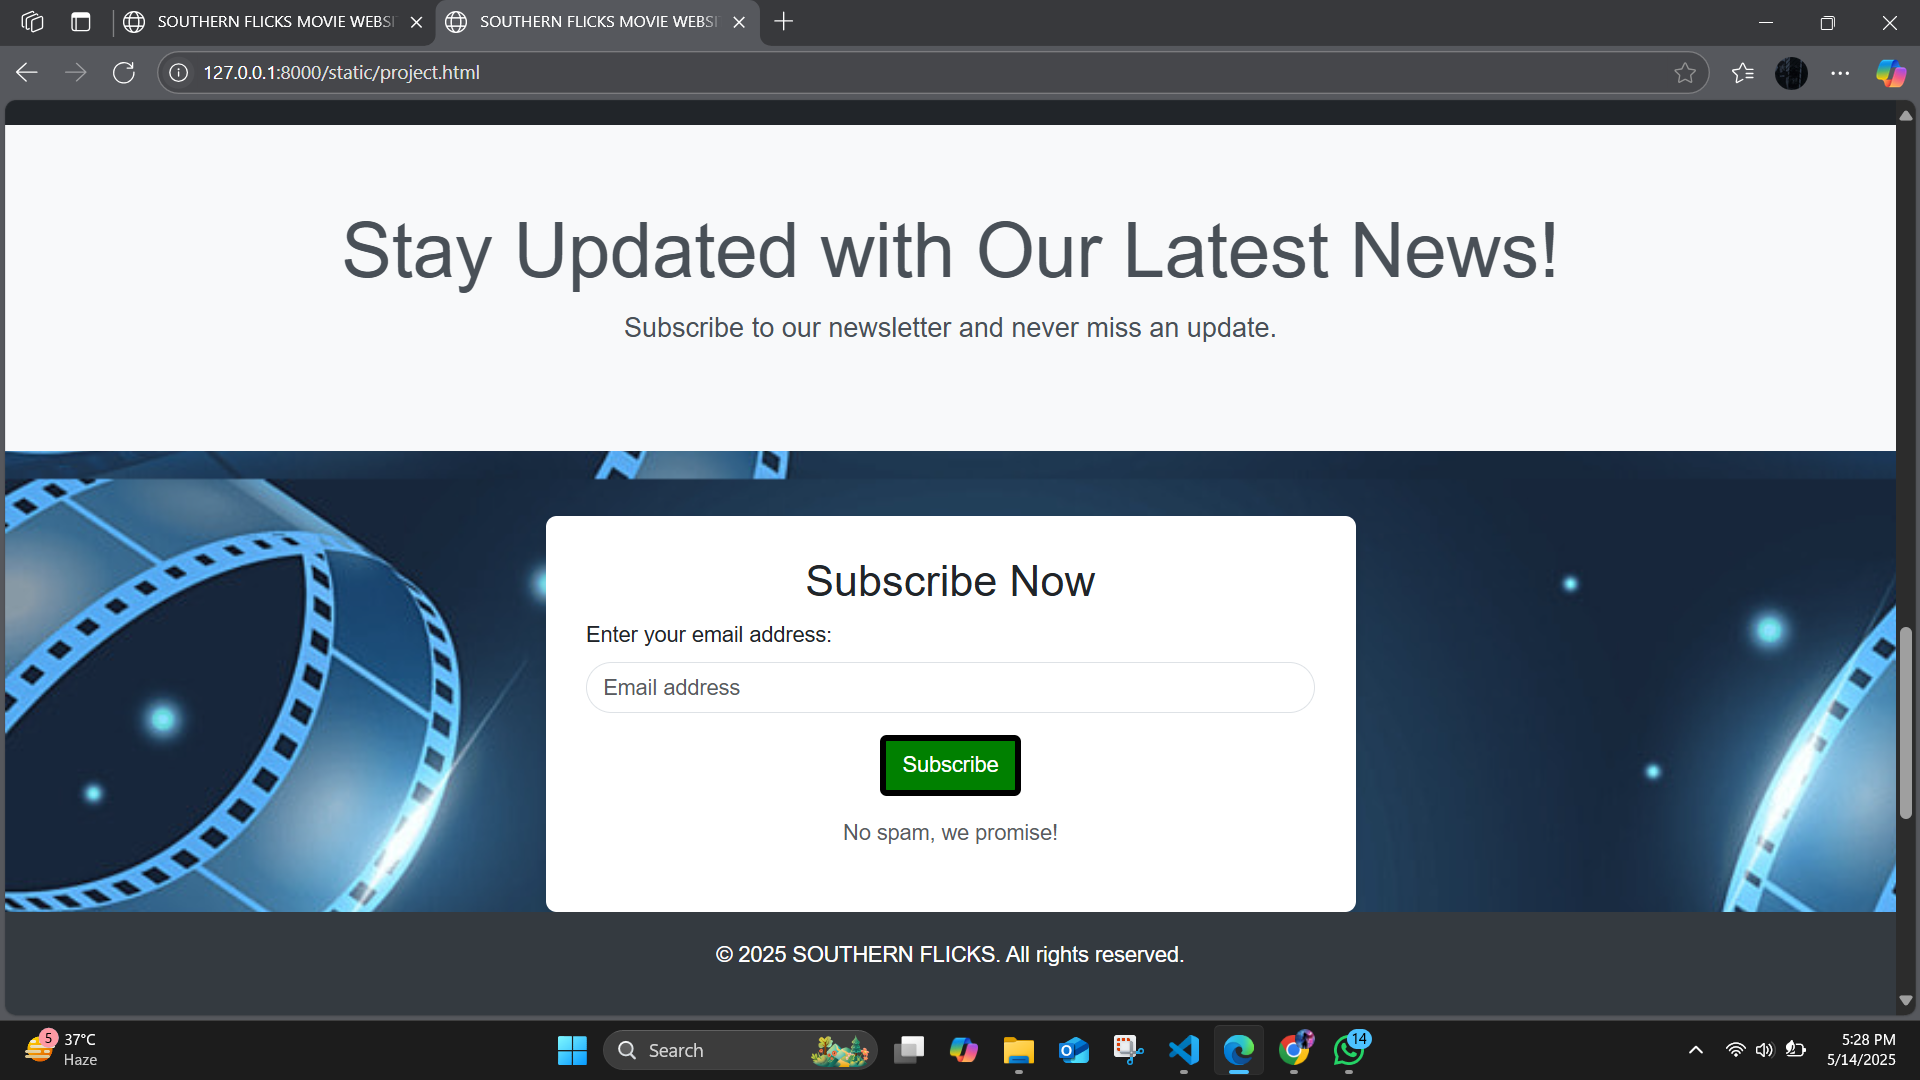 SOUTHERN FLICKS MOVIE WEBSI
SOUTHERN FLICKS MOVIE WEBSI
127.0.0.1:8000/static/project.html
Stay Updated with Our Latest News!
Subscribe to our newsletter and never miss an update.
Subscribe Now
Enter your email address:
Email address
Subscribe
No spam, we promise!
© 2025 SOUTHERN FLICKS. All rights reserved.
5
37°C
Haze
Search
14
5:28 PM
5/14/2025